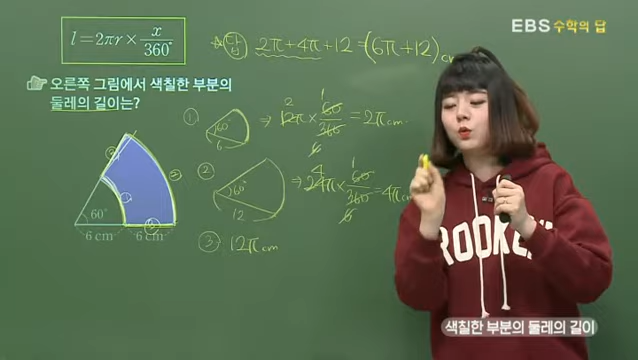 l = 2πr × x/360°
EBS 수학의 답
답 2π+4π+12=(6π+12)cm
오른쪽 그림에서 색칠한 부분의
둘레의 길이는?
① 60° 6 ⇒ 12π × 60/360 = 2π cm
② 60° 12 ⇒ 24π × 60/360 = 4π cm
③ 12π cm
60°
6 cm 6 cm
ROOKE
색칠한 부분의 둘레의 길이